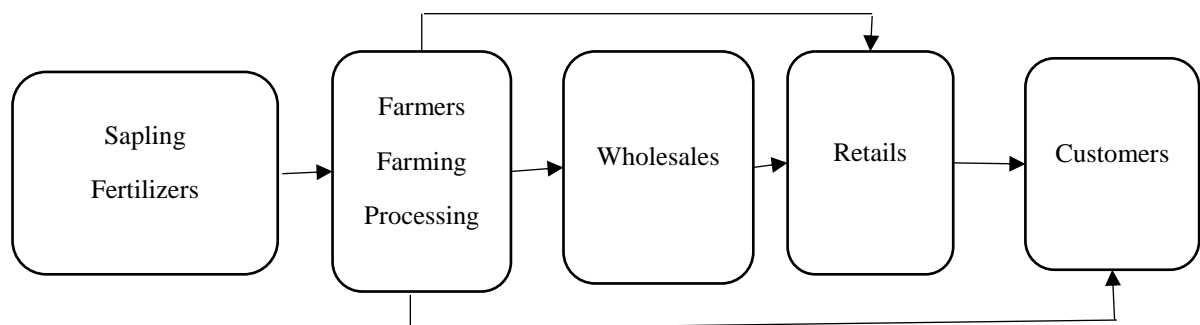 Sapling
Fertilizers
Farmers
Farming
Processing
Wholesales
Retails
Customers